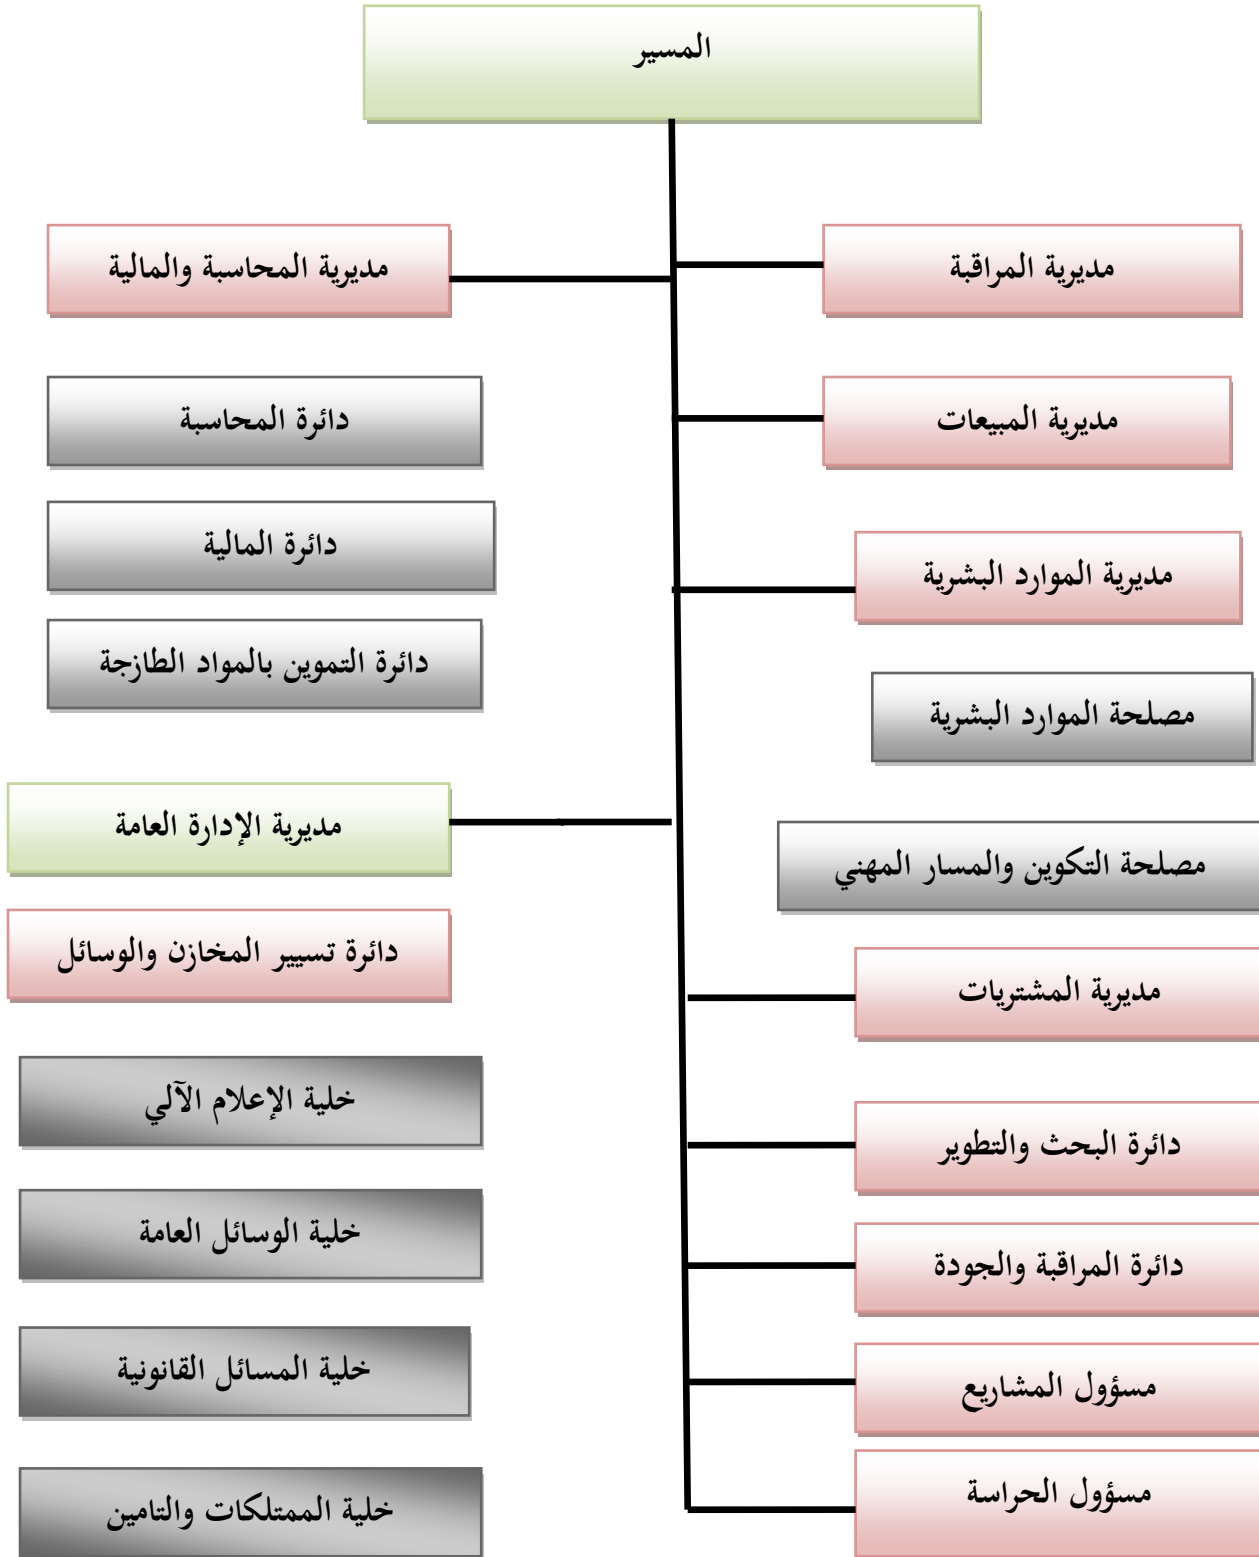 المسير
مديرية المراقبة
مديرية المحاسبة والمالية
مديرية المبيعات
دائرة المحاسبة
دائرة المالية
مديرية الموارد البشرية
دائرة التموين بالمواد الطازجة
مصلحة الموارد البشرية
مديرية الإدارة العامة
مصلحة التكوين والمسار المهني
دائرة تسيير المخازن والوسائل
مديرية المشتريات
خلية الإعلام الآلي
دائرة البحث والتطوير
خلية الوسائل العامة
دائرة المراقبة والجودة
خلية المسائل القانونية
مسؤول المشاريع
مسؤول الحراسة
خلية الممتلكات والتامين